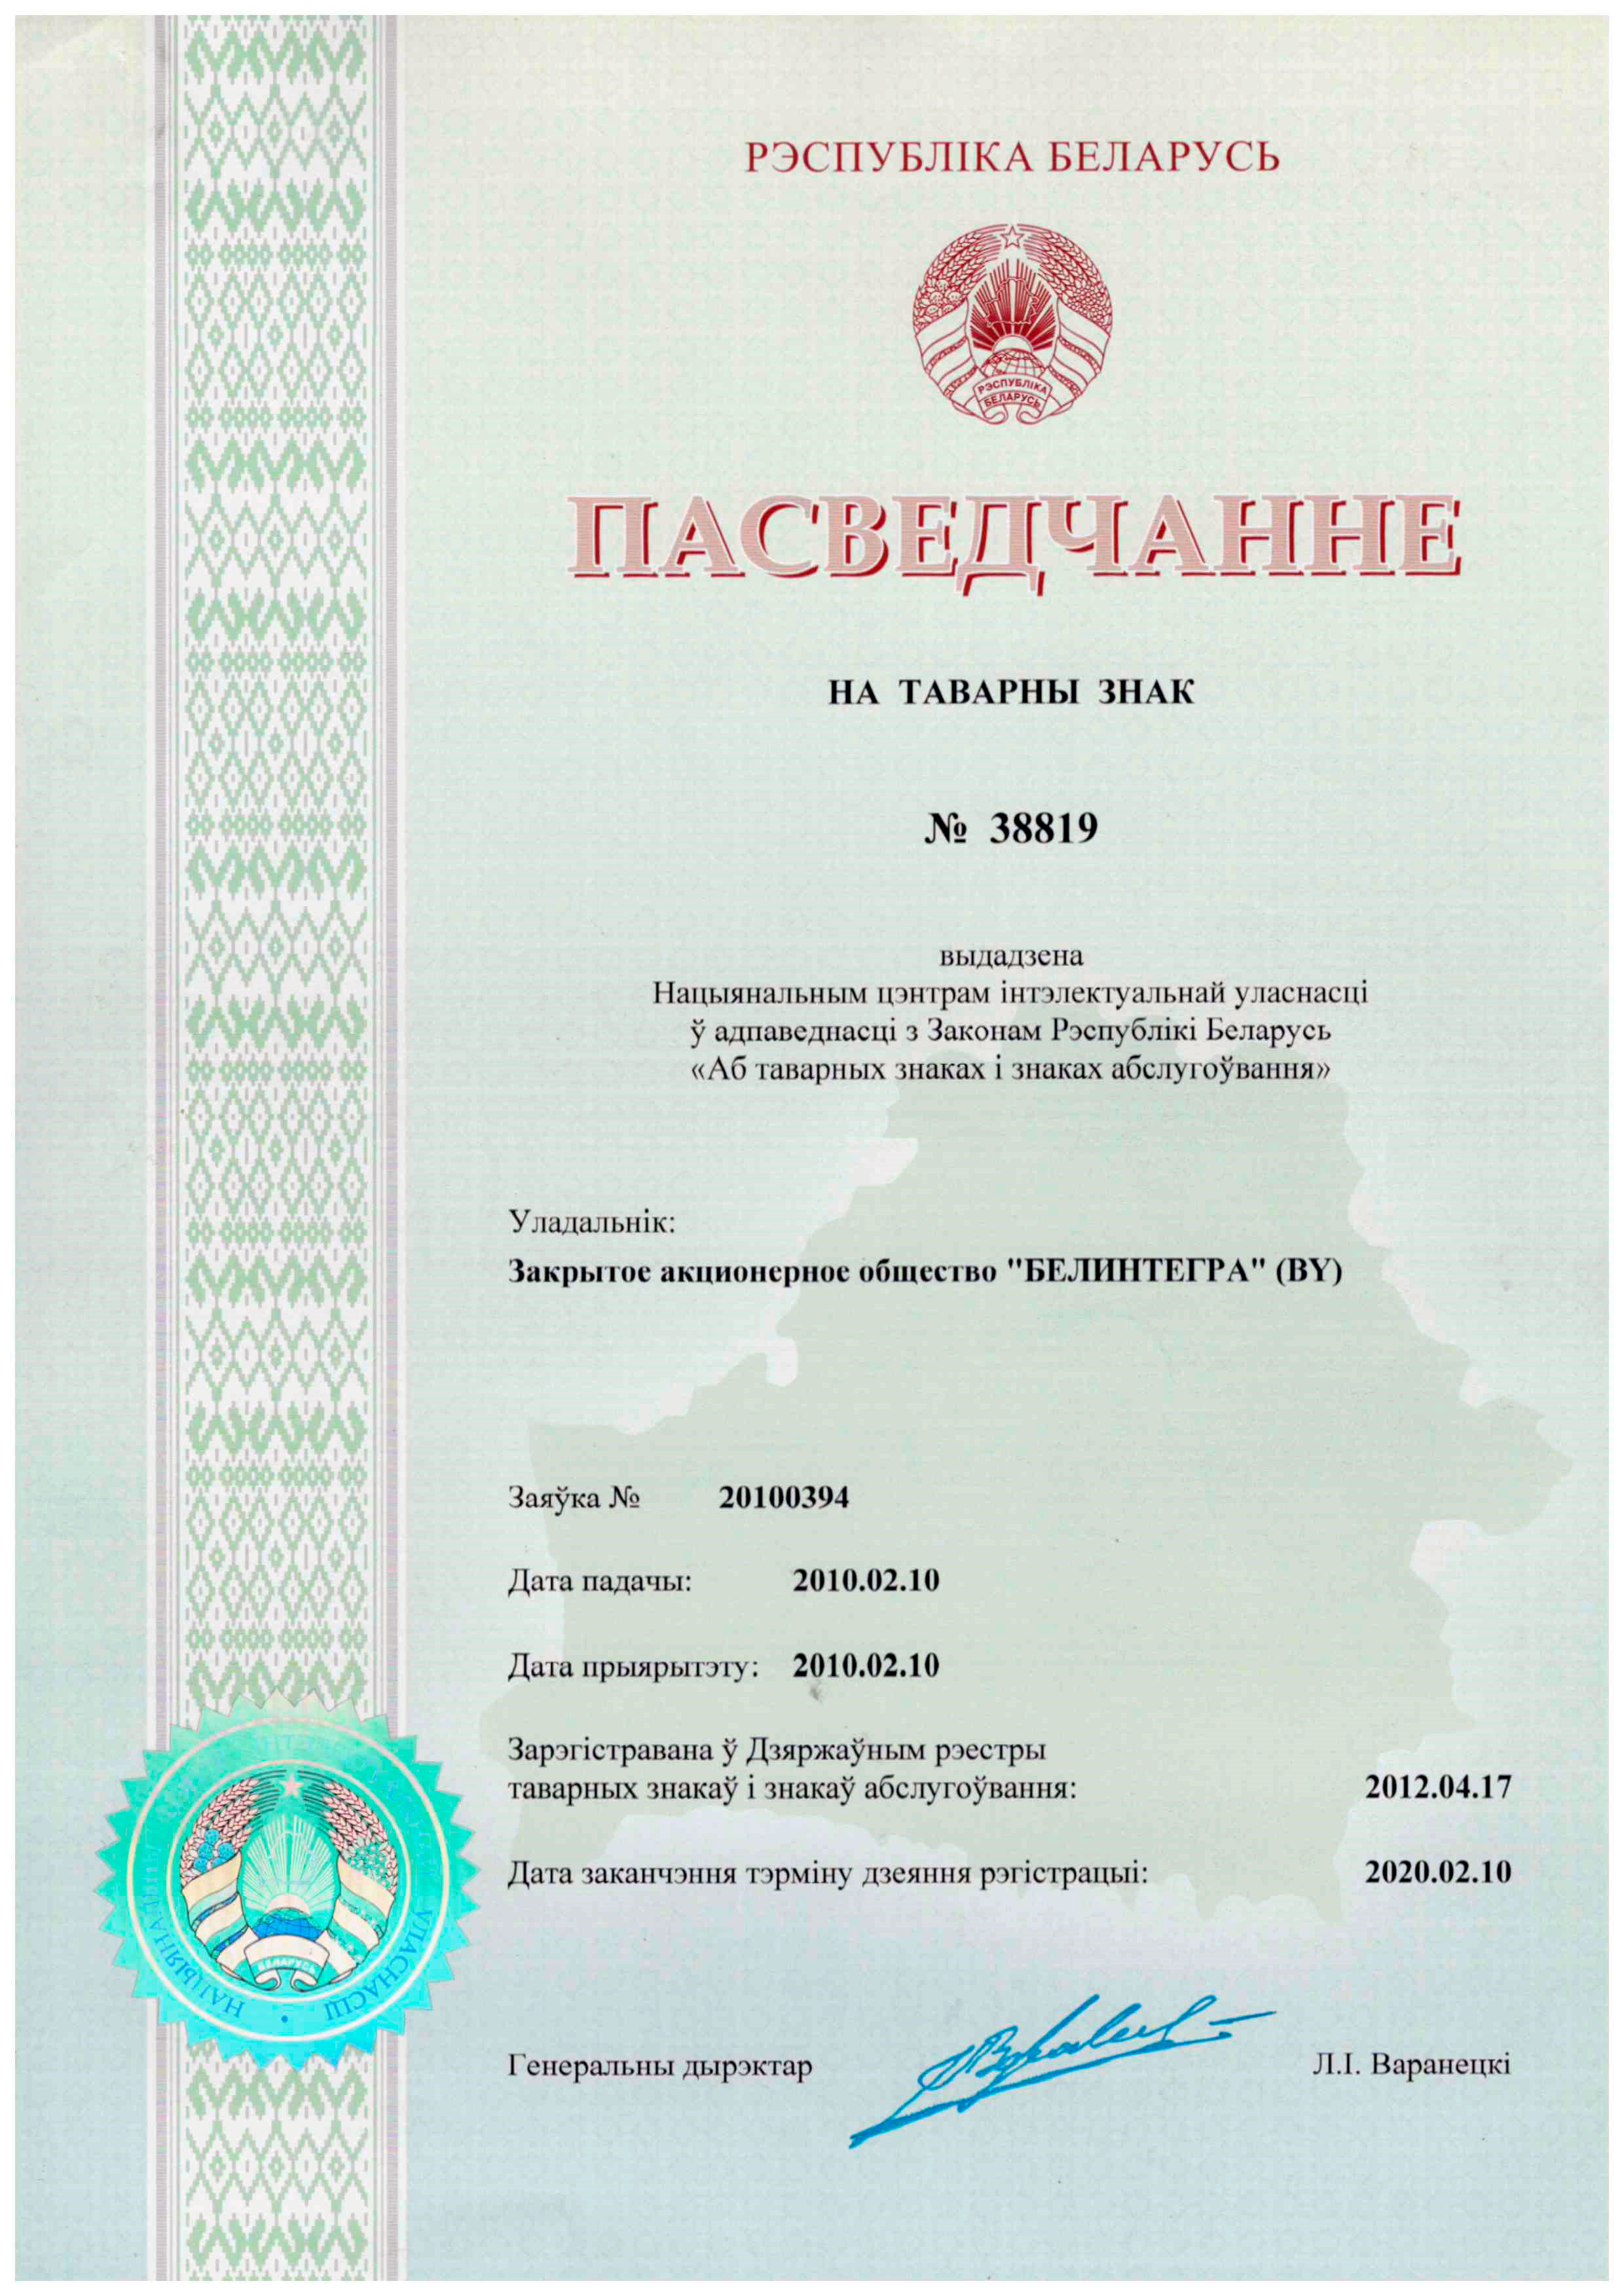 РЭСПУБЛІКА БЕЛАРУСЬ
РЭСПУБЛІКА
БЕЛАРУСЬ
ПАСВЕДЧАННЕ
НА ТАВАРНЫ ЗНАК
№ 38819
выдадзена
Нацыянальным цэнтрам інтэлектуальнай уласнасці
ў адпаведнасці з Законам Рэспублікі Беларусь
«Аб таварных знаках і знаках абслугоўвання»
Уладальнік:
Закрытое акционерное общество "БЕЛИНТЕГРА" (BY)
Заяўка № 20100394
Дата падачы: 2010.02.10
Дата прыярытэту: 2010.02.10
Зарэгістравана ў Дзяржаўным рэестры
таварных знакаў і знакаў абслугоўвання: 2012.04.17
Дата заканчэння тэрміну дзеяння рэгістрацыі: 2020.02.10
НАЦЫЯНАЛЬНЫ
УЛАСНАСЦІ
БЕЛАРУСЬ
Генеральны дырэктар Л.І. Варанецкі